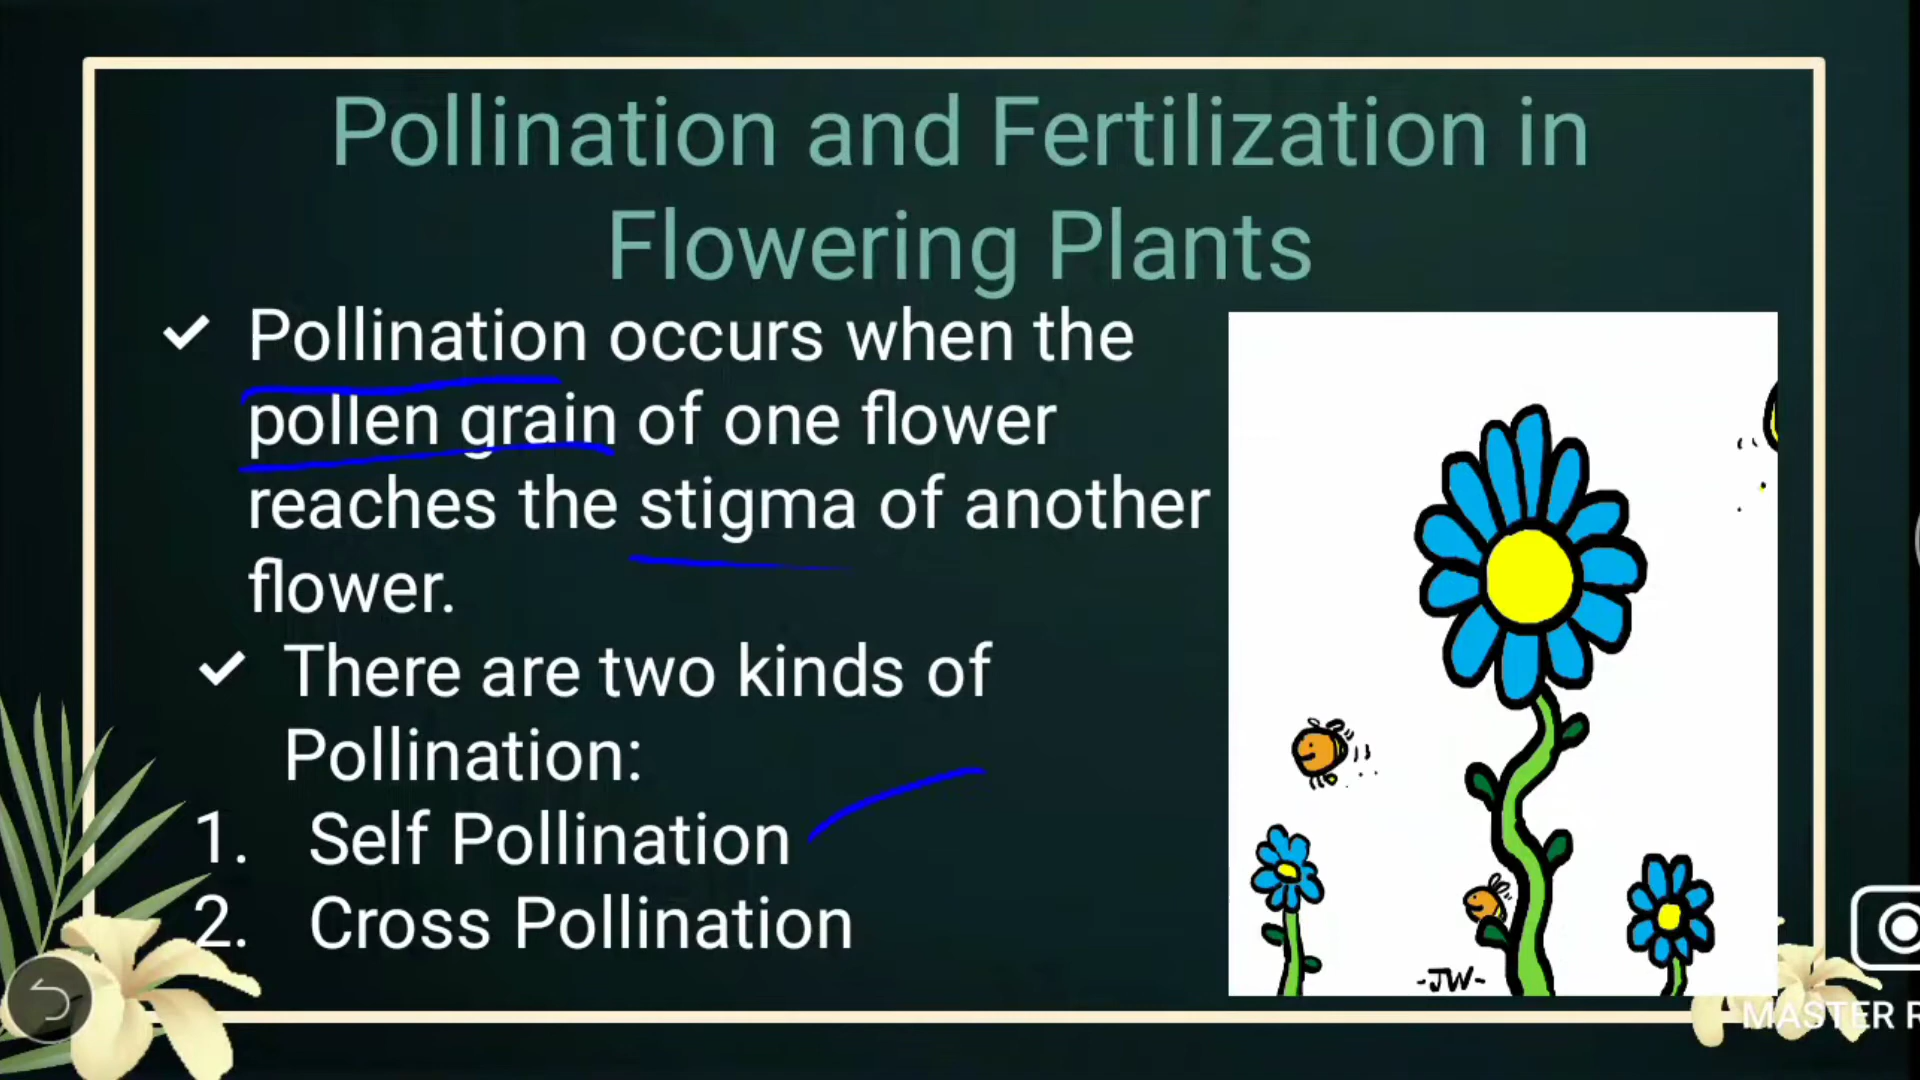 Pollination and Fertilization in
Flowering Plants
Pollination occurs when the
pollen grain of one flower
reaches the stigma of another
flower.
There are two kinds of
Pollination:
1. Self Pollination
2. Cross Pollination
-JW-
MASTER R